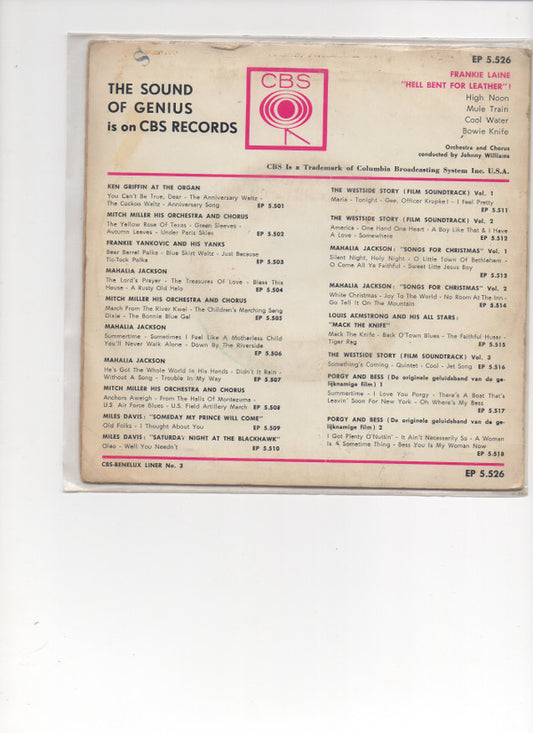 EP 5.526
THE SOUND
OF GENIUS
is on CBS RECORDS
CBS
FRANKIE LAINE
"HELL BENT FOR LEATHER"!
High Noon
Mule Train
Cool Water
Bowie Knife
Orchestra and Chorus
conducted by Johnny Williams
CBS Is a Trademark of Columbia Broadcasting System Inc. U.S.A.
KEN GRIFFIN AT THE ORGAN
You Can't Be True, Dear - The Anniversary Waltz -
The Cuckoo Waltz - Anniversary Song EP 5.501
MITCH MILLER HIS ORCHESTRA AND CHORUS
The Yellow Rose Of Texas - Green Sleeves -
Autumn Leaves - Under Paris Skies EP 5.502
FRANKIE YANKOVIC AND HIS YANKS
Beer Barrel Polka - Blue Skirt Waltz - Just Because
Tic-Tock Polka EP 5.503
MAHALIA JACKSON
The Lord's Prayer - The Treasures Of Love - Bless This
House - A Rusty Old Halo EP 5.504
MITCH MILLER HIS ORCHESTRA AND CHORUS
March From The River Kwai - The Children's Marching Song
Dixie - The Bonnie Blue Gal EP 5.505
MAHALIA JACKSON
Summertime - Sometimes I Feel Like A Motherless Child
You'll Never Walk Alone - Down By The Riverside
EP 5.506
MAHALIA JACKSON
He's Got The Whole World In His Hands - Didn't It Rain -
Without A Song - Trouble In My Way EP 5.507
MITCH MILLER HIS ORCHESTRA AND CHORUS
Anchors Aweigh - From The Halls Of Montezuma -
U.S Air Force Blues - U.S. Field Artillery March EP 5.508
MILES DAVIS: "SOMEDAY MY PRINCE WILL COME"
Old Folks - I Thought About You EP 5.509
MILES DAVIS: "SATURDAY NIGHT AT THE BLACKHAWK"
Oleo - Well You Needn't EP 5.510
CBS-BENELUX LINER No. 3
THE WESTSIDE STORY (FILM SOUNDTRACK) Vol. 1
Maria - Tonight - Gee, Officer Krupke! - I Feel Pretty
EP 5.511
THE WESTSIDE STORY (FILM SOUNDTRACK) Vol. 2
America - One Hand One Heart - A Boy Like That & I Have
A Love - Somewhere EP 5.512
MAHALIA JACKSON: "SONGS FOR CHRISTMAS" Vol. 1
Silent Night, Holy Night - O Little Town Of Bethleham -
O Come All Ye Faithful - Sweet Little Jesus Boy
EP 5.513
MAHALIA JACKSON: "SONGS FOR CHRISTMAS" Vol. 2
White Christmas - Joy To The World - No Room At The Inn -
Go Tell It On The Mountain EP 5.514
LOUIS ARMSTRONG AND HIS ALL STARS:
"MACK THE KNIFE"
Mack The Knife - Back O'Town Blues - The Faithful Hussar -
Tiger Rag EP 5.515
THE WESTSIDE STORY (FILM SOUNDTRACK) Vol. 3
Something's Coming - Quintet - Cool - Jet Song EP 5.516
PORGY AND BESS (De originele geluidsband van de ge-
lijknamige film) 1
Summertime - I Love You Porgy - There's A Boat That's
Leavin' Soon For New York - Oh Where's My Bess
EP 5.517
PORGY AND BESS (De originele geluidsband van de ge-
lijknamige film) 2
I Got Plenty O'Nuttin' - It Ain't Necesserily So - A Woman
Is A Sometime Thing - Bess You Is My Woman Now
EP 5.518
EP 5.526